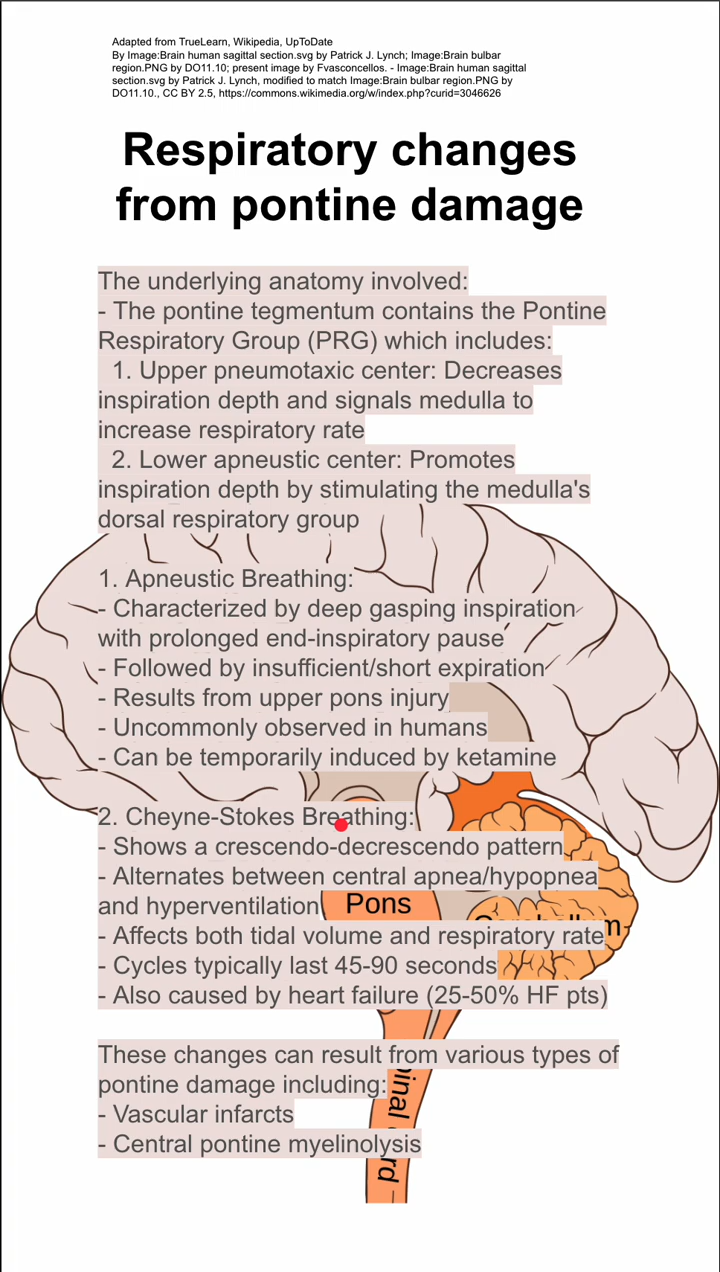 Adapted from TrueLearn, Wikipedia, UpToDate
By Image:Brain human sagittal section.svg by Patrick J. Lynch; Image:Brain bulbar
region.PNG by DO11.10; present image by Fvasconcellos. - Image:Brain human sagittal
section.svg by Patrick J. Lynch, modified to match Image:Brain bulbar region.PNG by
DO11.10., CC BY 2.5, https://commons.wikimedia.org/w/index.php?curid=3046626
Respiratory changes
from pontine damage
The underlying anatomy involved:
- The pontine tegmentum contains the Pontine
Respiratory Group (PRG) which includes:
1. Upper pneumotaxic center: Decreases
inspiration depth and signals medulla to
increase respiratory rate
2. Lower apneustic center: Promotes
inspiration depth by stimulating the medulla's
dorsal respiratory group
1. Apneustic Breathing:
- Characterized by deep gasping inspiration
with prolonged end-inspiratory pause
- Followed by insufficient/short expiration
- Results from upper pons injury
- Uncommonly observed in humans
- Can be temporarily induced by ketamine
2. Cheyne-Stokes Breathing:
- Shows a crescendo-decrescendo pattern
- Alternates between central apnea/hypopnea
and hyperventilation
Pons
- Affects both tidal volume and respiratory rate
- Cycles typically last 45-90 seconds
- Also caused by heart failure (25-50% HF pts)
These changes can result from various types of
pontine damage including:
- Vascular infarcts
- Central pontine myelinolysis